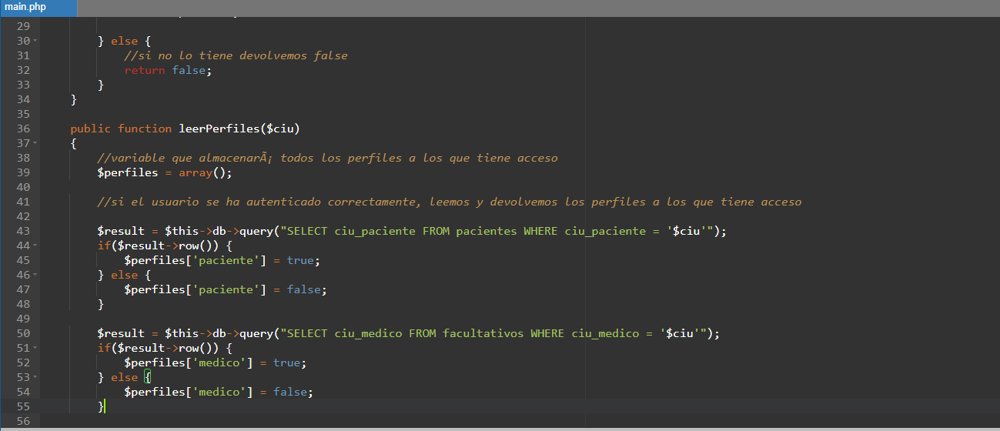 main.php
29
30 } else {
31 //si no lo tiene devolvemos false
32 return false;
33 }
34 }
35
36 public function leerPerfiles($ciu)
37 {
38 //variable que almacenarÃ¡ todos los perfiles a los que tiene acceso
39 $perfiles = array();
40
41 //si el usuario se ha autenticado correctamente, leemos y devolvemos los perfiles a los que tiene acceso
42
43 $result = $this->db->query("SELECT ciu_paciente FROM pacientes WHERE ciu_paciente = '$ciu'");
44 if($result->row()) {
45 $perfiles['paciente'] = true;
46 } else {
47 $perfiles['paciente'] = false;
48 }
49
50 $result = $this->db->query("SELECT ciu_medico FROM facultativos WHERE ciu_medico = '$ciu'");
51 if($result->row()) {
52 $perfiles['medico'] = true;
53 } else {
54 $perfiles['medico'] = false;
55 }
56